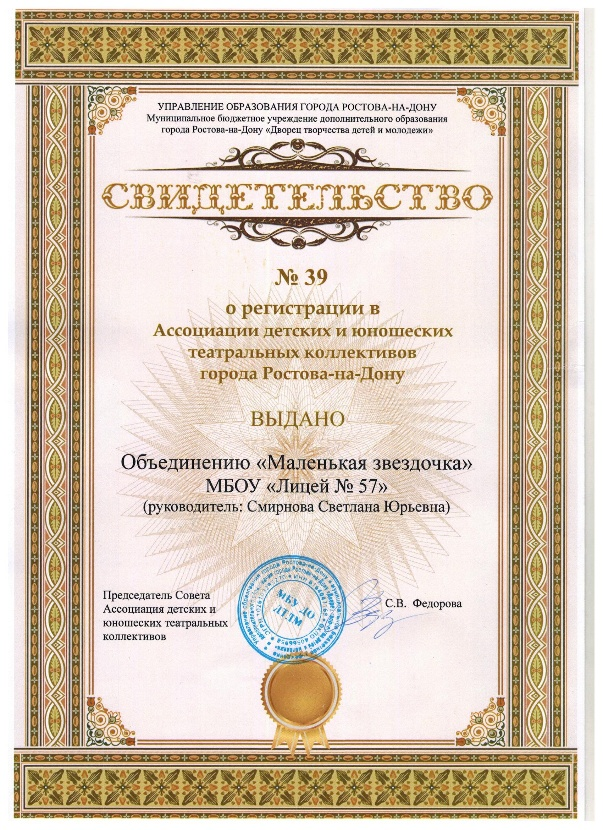 УПРАВЛЕНИЕ ОБРАЗОВАНИЯ ГОРОДА РОСТОВА-НА-ДОНУ
Муниципальное бюджетное учреждение дополнительного образования
города Ростова-на-Дону «Дворец творчества детей и молодежи»
СВИДЕТЕЛЬСТВО
№ 39
о регистрации в
Ассоциации детских и юношеских
театральных коллективов
города Ростова-на-Дону
ВЫДАНО
Объединению «Маленькая звездочка»
МБОУ «Лицей № 57»
(руководитель: Смирнова Светлана Юрьевна)
Председатель Совета
Ассоциация детских и
юношеских театральных
коллективов
МБУ ДО
ДТДМ
С.В. Федорова